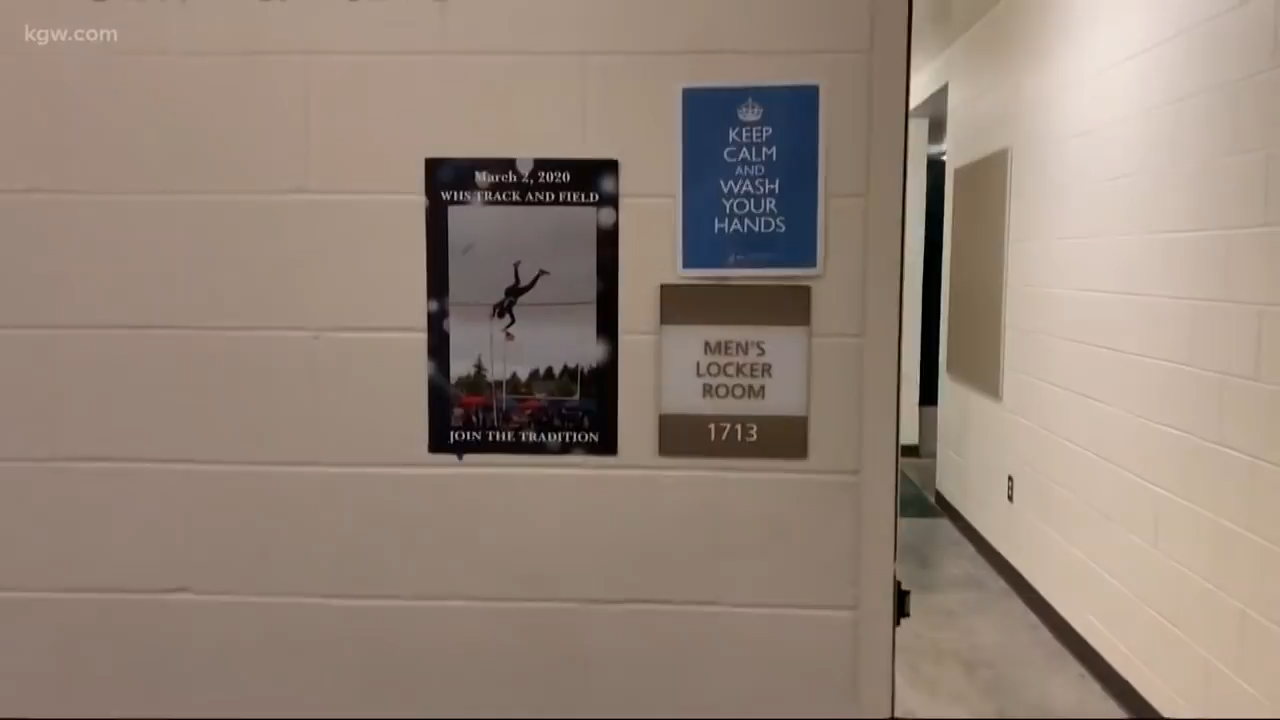 kgw.com
March 2, 2020
WHS TRACK AND FIELD
JOIN THE TRADITION
KEEP
CALM
AND
WASH
YOUR
HANDS
MEN'S
LOCKER
ROOM
1713